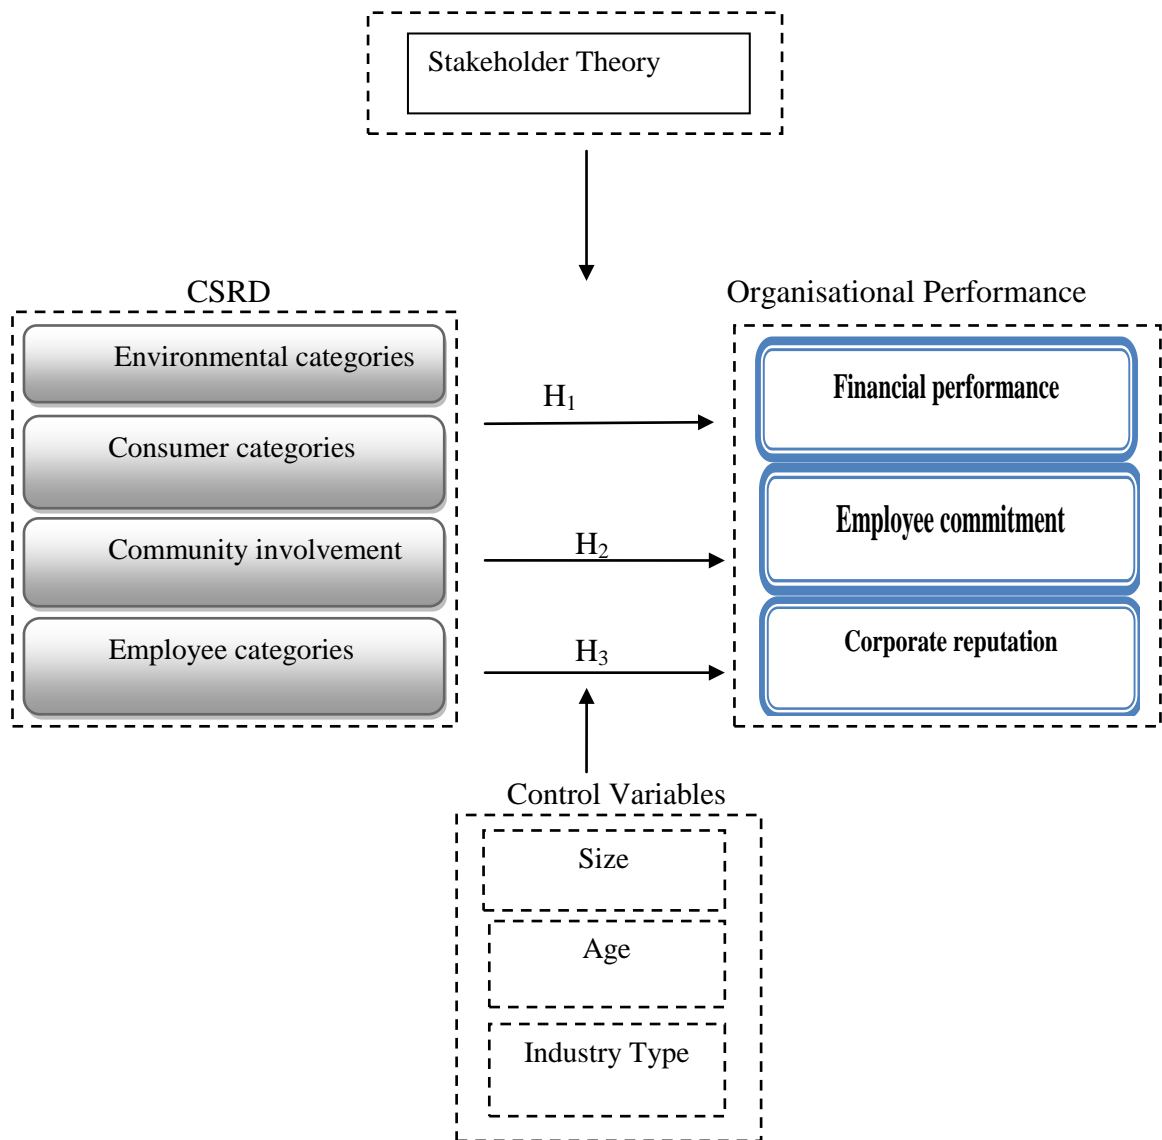 Stakeholder Theory
CSRD
Organisational Performance
Environmental categories
Consumer categories
Community involvement
Employee categories
H₁
H₂
H₃
Financial performance
Employee commitment
Corporate reputation
Control Variables
Size
Age
Industry Type